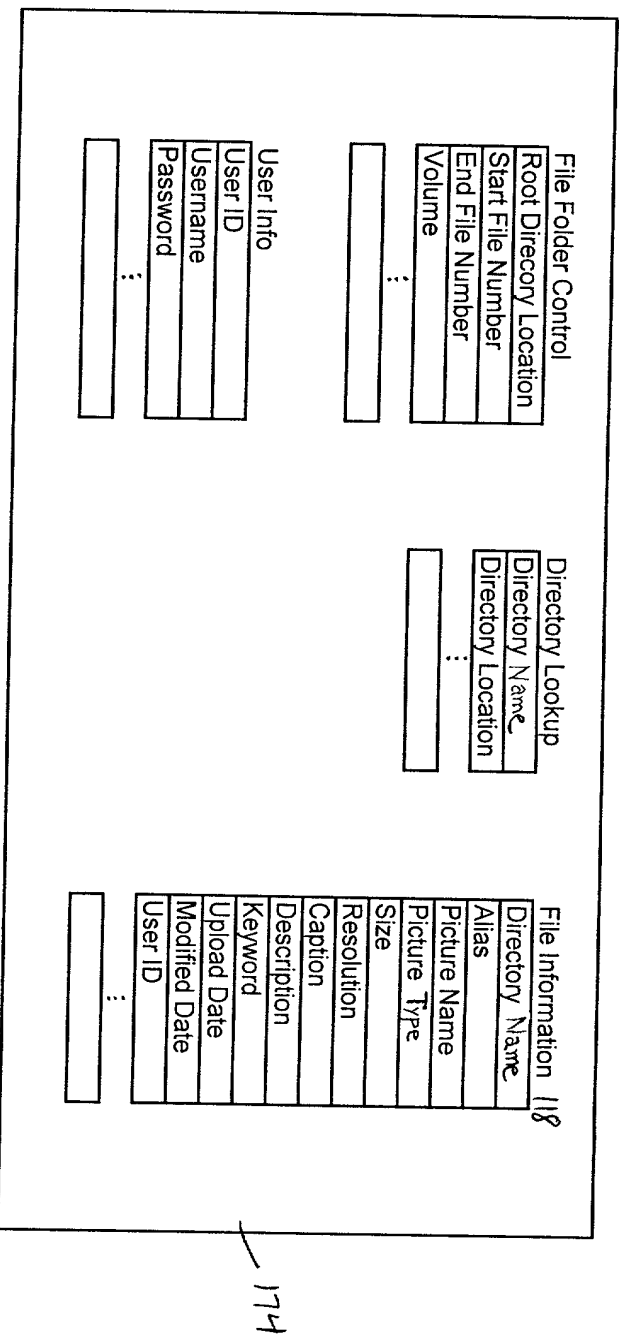 File Folder Control
Root Direcory Location
Start File Number
End File Number
Volume
⋮
User Info
User ID
Username
Password
⋮
Directory Lookup
Directory Name
Directory Location
⋮
File Information 118
Directory Name
Alias
Picture Name
Picture Type
Size
Resolution
Caption
Description
Keyword
Upload Date
Modified Date
User ID
⋮
174